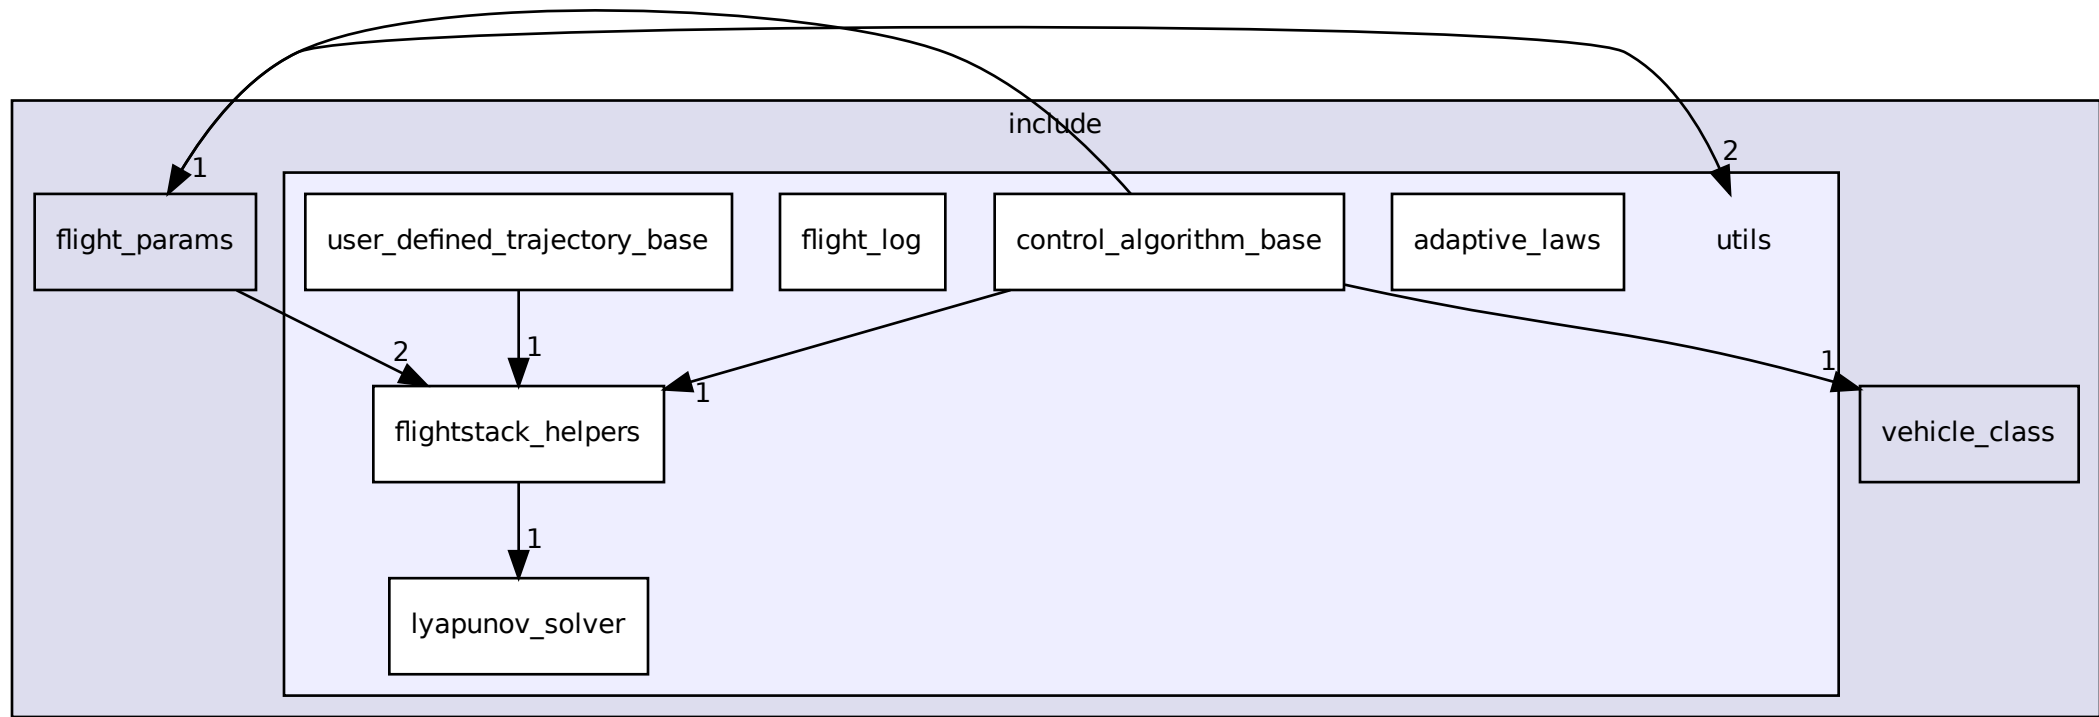 include
1
2
flight_params
user_defined_trajectory_base
flight_log
control_algorithm_base
adaptive_laws
utils
2
1
1
1
flightstack_helpers
vehicle_class
1
lyapunov_solver